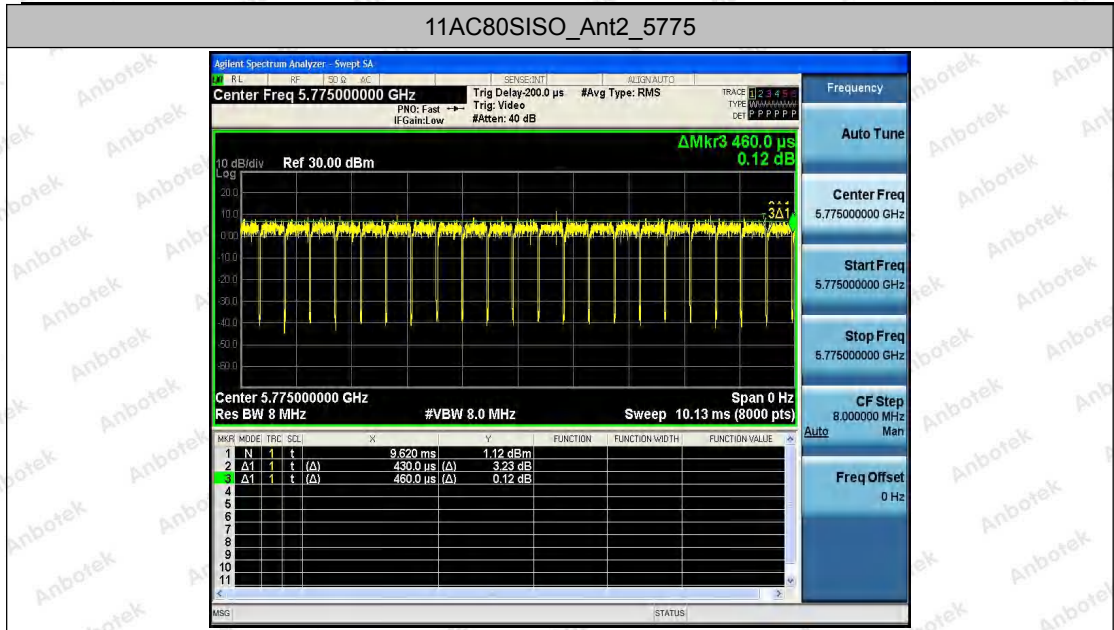 11AC80SISO_Ant2_5775
Agilent Spectrum Analyzer - Swept SA
RL RF 50 Ω AC SENSE:INT ALIGN AUTO
Center Freq 5.775000000 GHz
PNO: Fast
IFGain:Low
Trig Delay-200.0 µs
Trig: Video
#Atten: 40 dB
#Avg Type: RMS
TRACE 1 2 3 4 5 6
TYPE WWWWWW
DET P P P P P P
ΔMkr3 460.0 µs
0.12 dB
10 dB/div Ref 30.00 dBm
Log
20.0
10.0
0.00
-10.0
-20.0
-30.0
-40.0
-50.0
-60.0
3Δ1
Center 5.775000000 GHz Span 0 Hz
Res BW 8 MHz #VBW 8.0 MHz Sweep 10.13 ms (8000 pts)
MKR MODE TRC SCL X Y FUNCTION FUNCTION WIDTH FUNCTION VALUE
1 N 1 t 9.620 ms 1.12 dBm
2 Δ1 1 t (Δ) 430.0 µs (Δ) 3.23 dB
3 Δ1 1 t (Δ) 460.0 µs (Δ) 0.12 dB
4
5
6
7
8
9
10
11
MSG STATUS
Frequency
Auto Tune
Center Freq
5.775000000 GHz
Start Freq
5.775000000 GHz
Stop Freq
5.775000000 GHz
CF Step
8.000000 MHz
Auto Man
Freq Offset
0 Hz
Anbotek